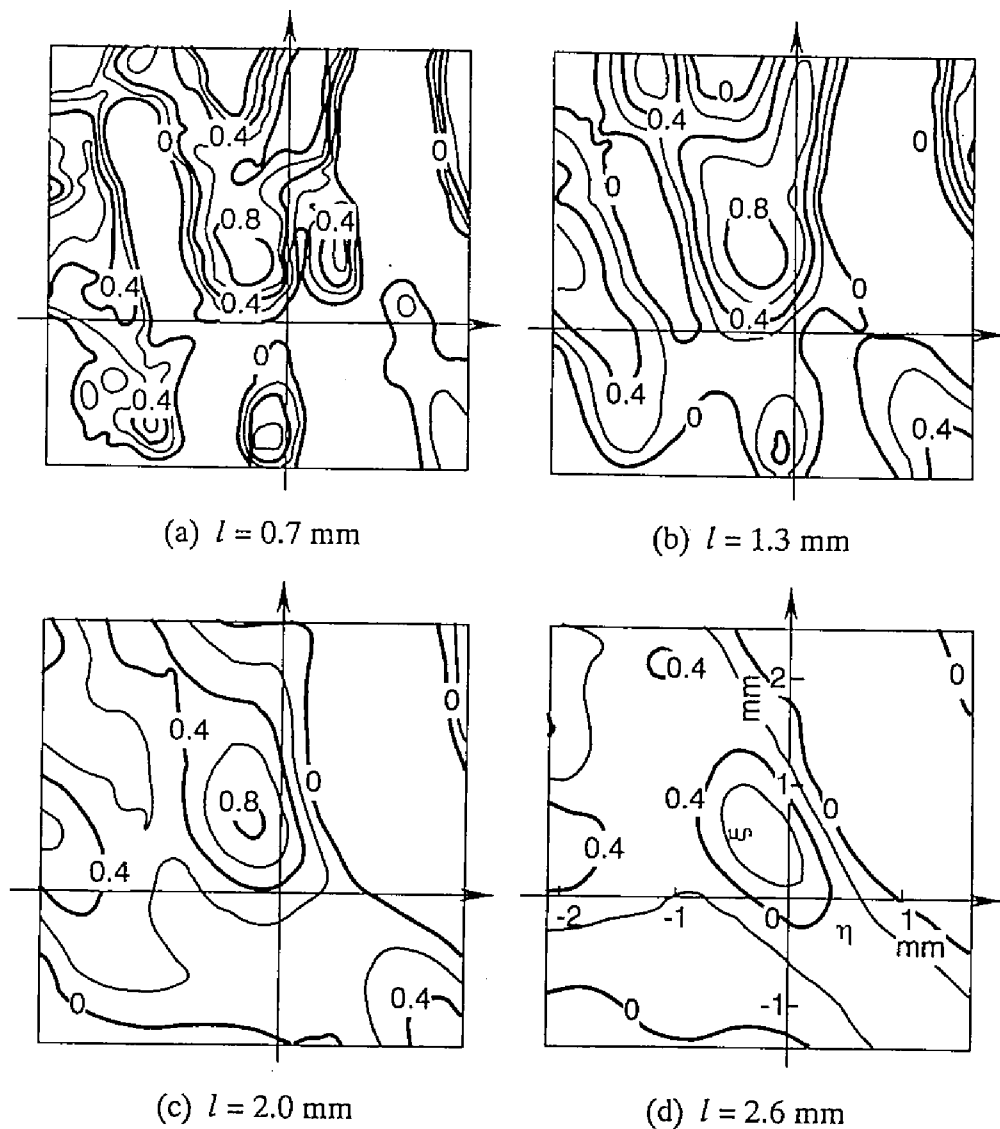 0.4 0 0.8 0.4 0
0.4 0.4
0 0
0.4
(a) l = 0.7 mm
0 0.4 0 0
0.8
0.4 0
0.4 0 0.4
(b) l = 1.3 mm
0.4 0
0 0.8
0.4
0 0.4
(c) l = 2.0 mm
0.4 2 mm 0
0.4 1 0
ξ
0.4
-2 -1 0 η 1
mm
0 -1
(d) l = 2.6 mm